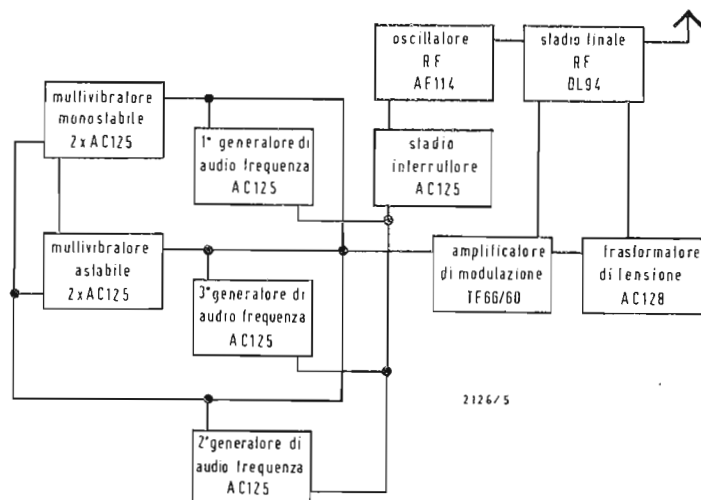 oscillatore
RF
AF114
stadio finale
RF
DL94
multivibratore
monostabile
2xAC125
1° generatore di
audio frequenza
AC125
stadio
interruttore
AC125
multivibratore
astabile
2xAC125
3° generatore di
audio frequenza
AC125
amplificatore
di modulazione
TF66/60
trasformatore
di tensione
AC128
2° generatore di
audio frequenza
AC125
2126/5